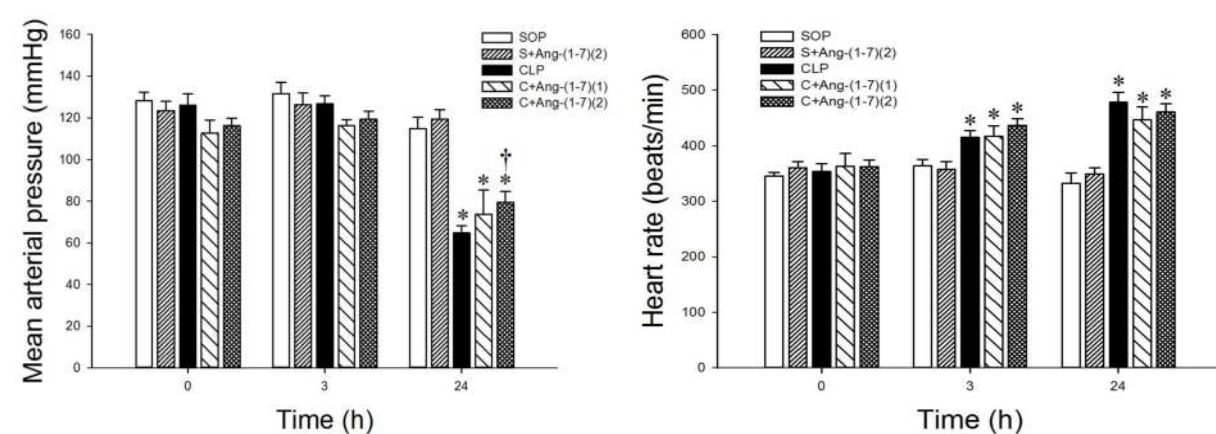 Mean arterial pressure (mmHg)
160
140
120
100
80
60
40
20
0
SOP
S+Ang-(1-7)(2)
CLP
C+Ang-(1-7)(1)
C+Ang-(1-7)(2)
*
*
†
*
0 3 24
Time (h)
Heart rate (beats/min)
600
500
400
300
200
100
0
SOP
S+Ang-(1-7)(2)
CLP
C+Ang-(1-7)(1)
C+Ang-(1-7)(2)
* * *
* * *
0 3 24
Time (h)